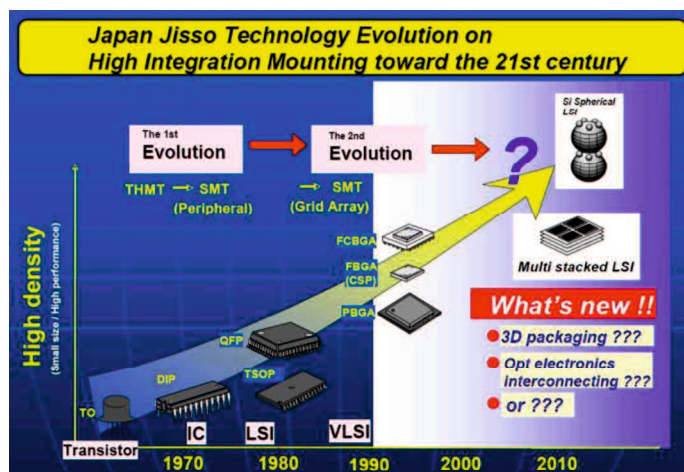 Japan Jisso Technology Evolution on
High Integration Mounting toward the 21st century
The 1st
Evolution
The 2nd
Evolution
?
Si Spherical
LSI
THMT → SMT
(Peripheral)
→ SMT
(Grid Array)
FCBGA
FBGA
(CSP)
PBGA
Multi stacked LSI
High density
(Small size / High performance)
What's new !!
3D packaging ???
Opt electronics
interconnecting ???
or ???
QFP
DIP
TSOP
TO
Transistor
IC
LSI
VLSI
1970
1980
1990
2000
2010